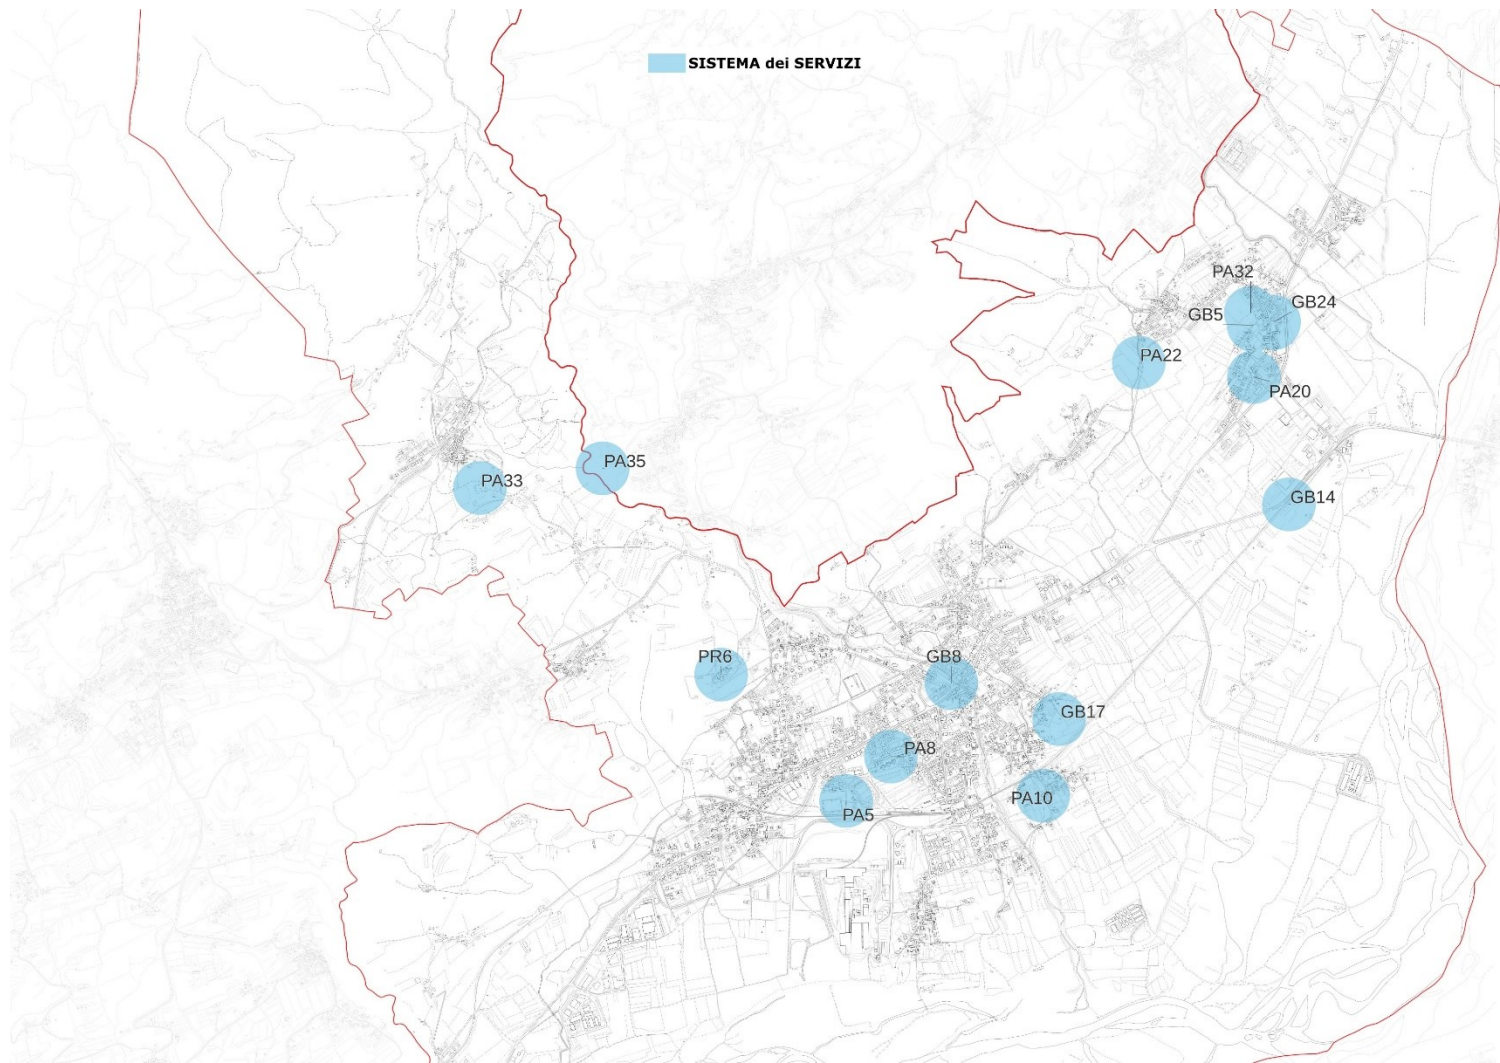 SISTEMA dei SERVIZI
PA32
GB24
GB5
PA22
PA20
PA35
PA33
GB14
PR6
GB8
GB17
PA8
PA10
PA5